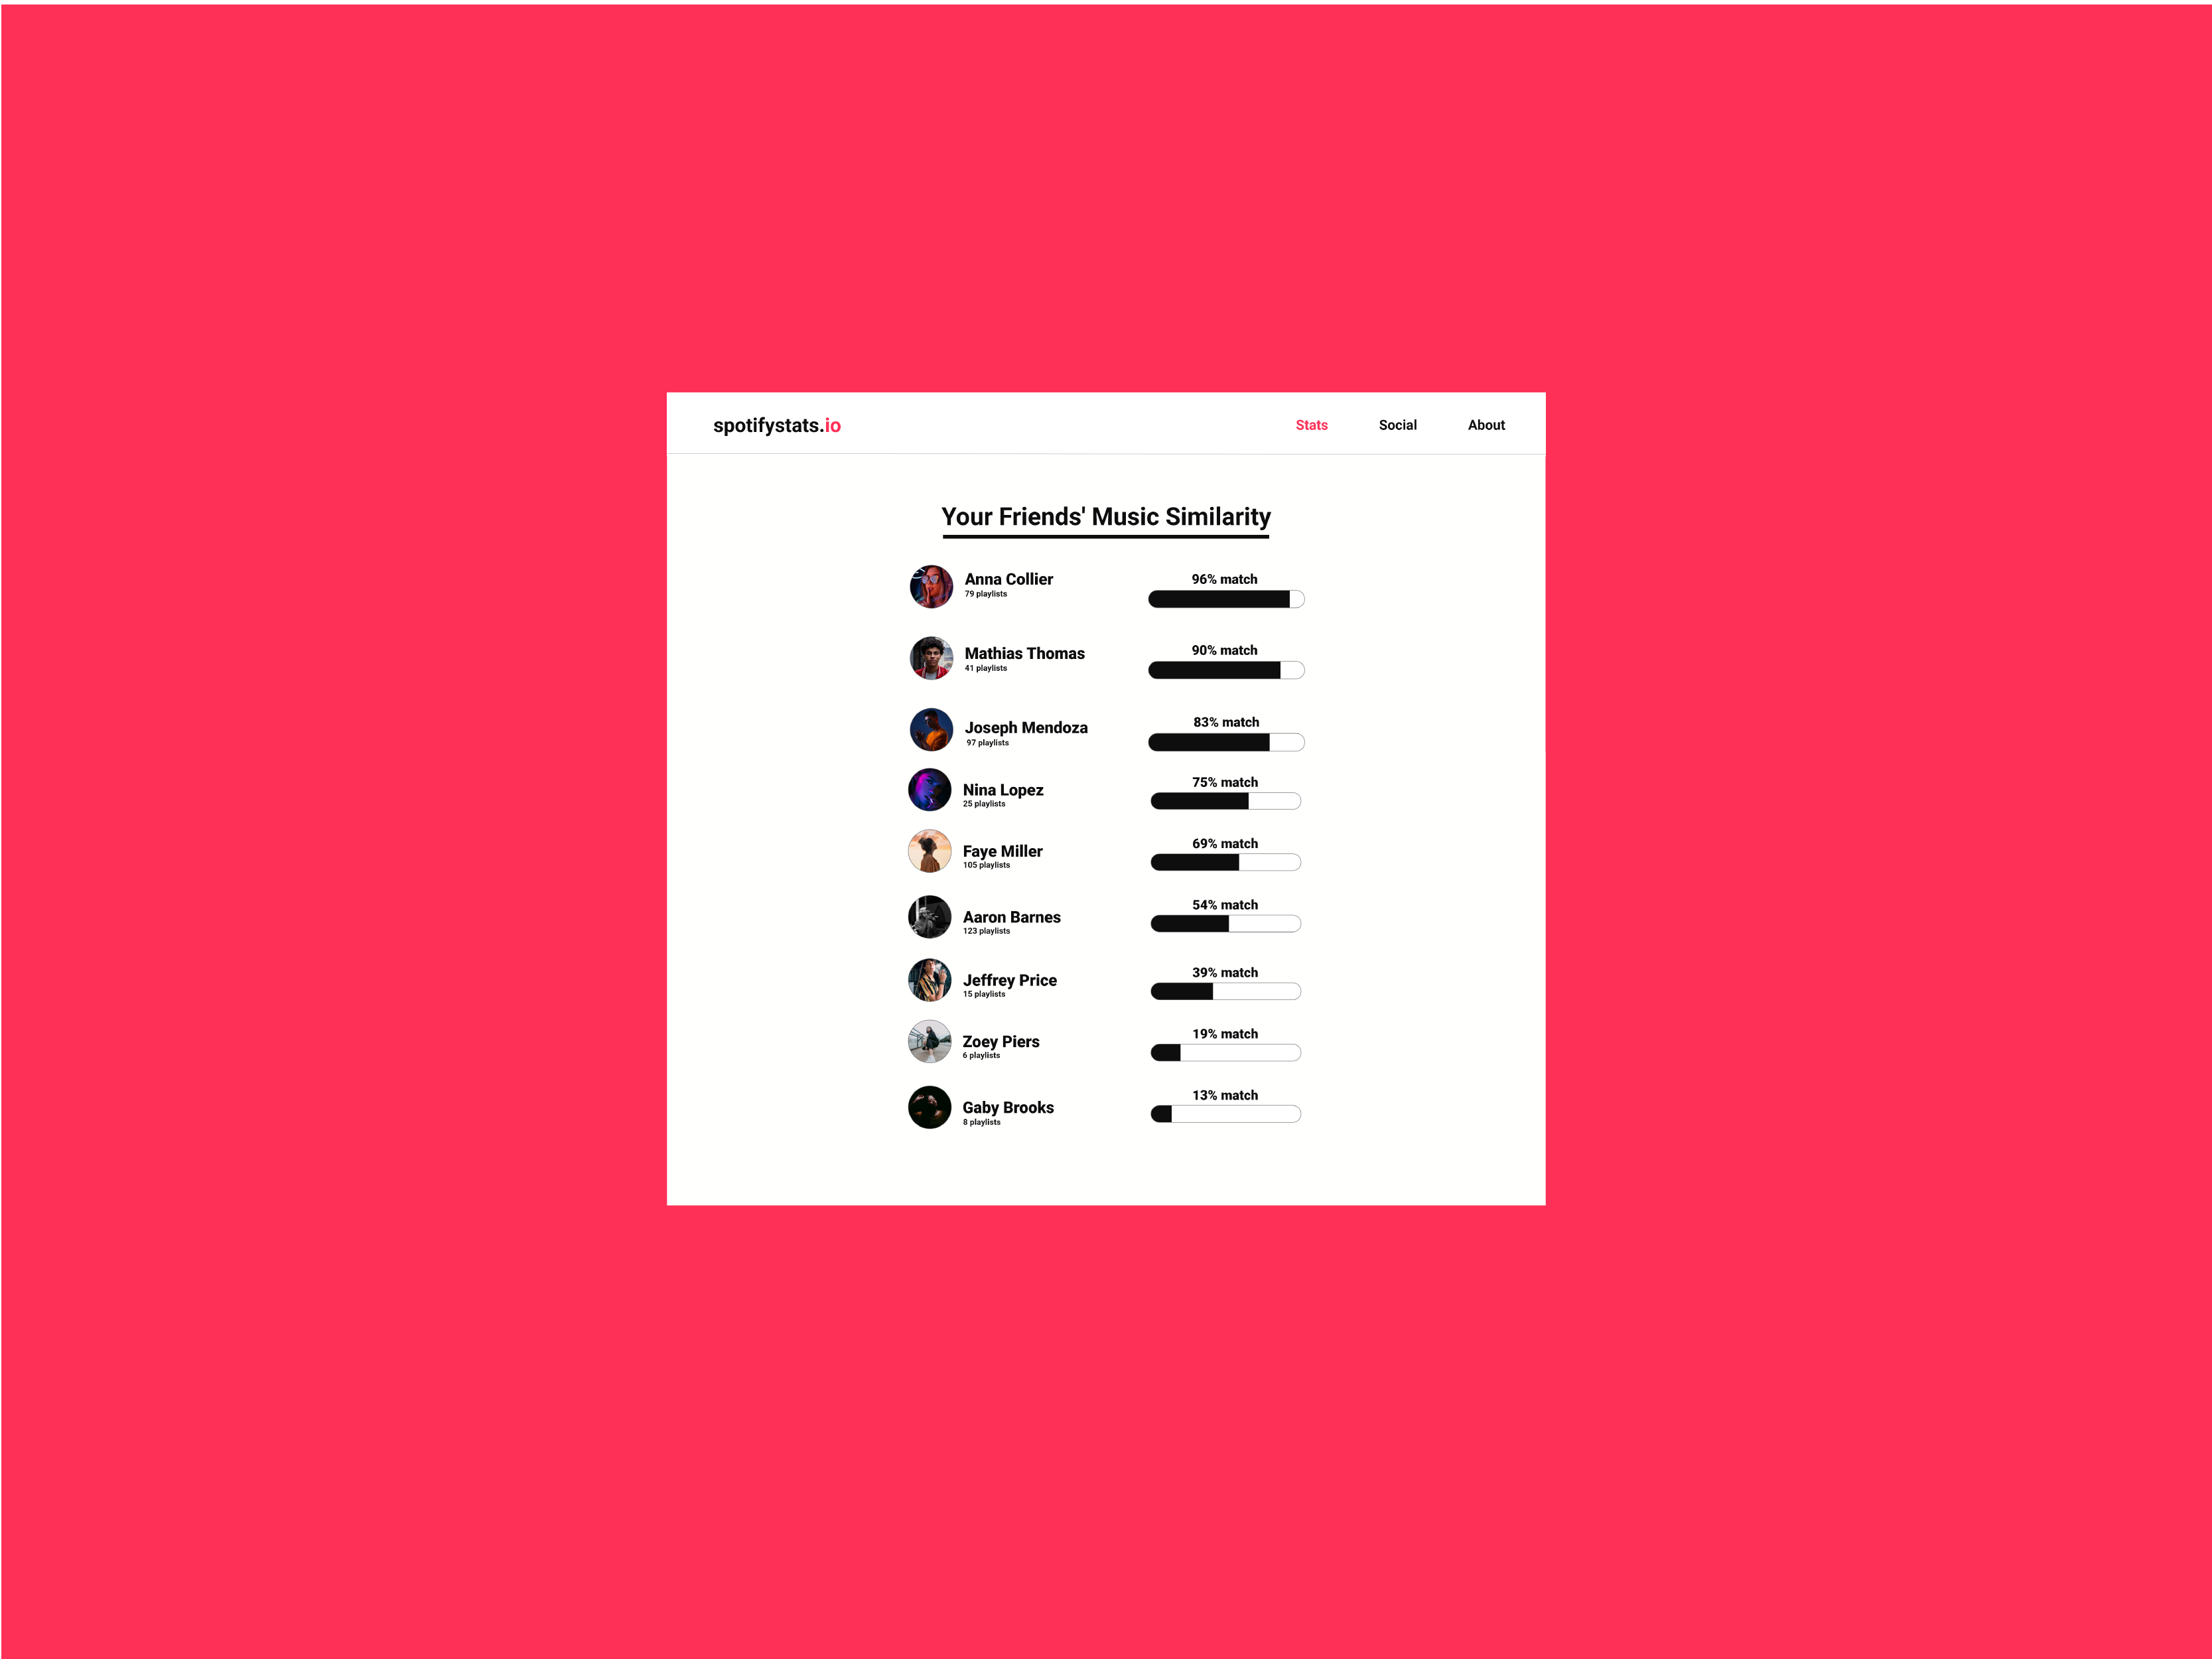 spotifystats.io
Stats Social About
Your Friends' Music Similarity
Anna Collier
79 playlists
96% match
Mathias Thomas
41 playlists
90% match
Joseph Mendoza
97 playlists
83% match
Nina Lopez
25 playlists
75% match
Faye Miller
105 playlists
69% match
Aaron Barnes
123 playlists
54% match
Jeffrey Price
15 playlists
39% match
Zoey Piers
6 playlists
19% match
Gaby Brooks
8 playlists
13% match